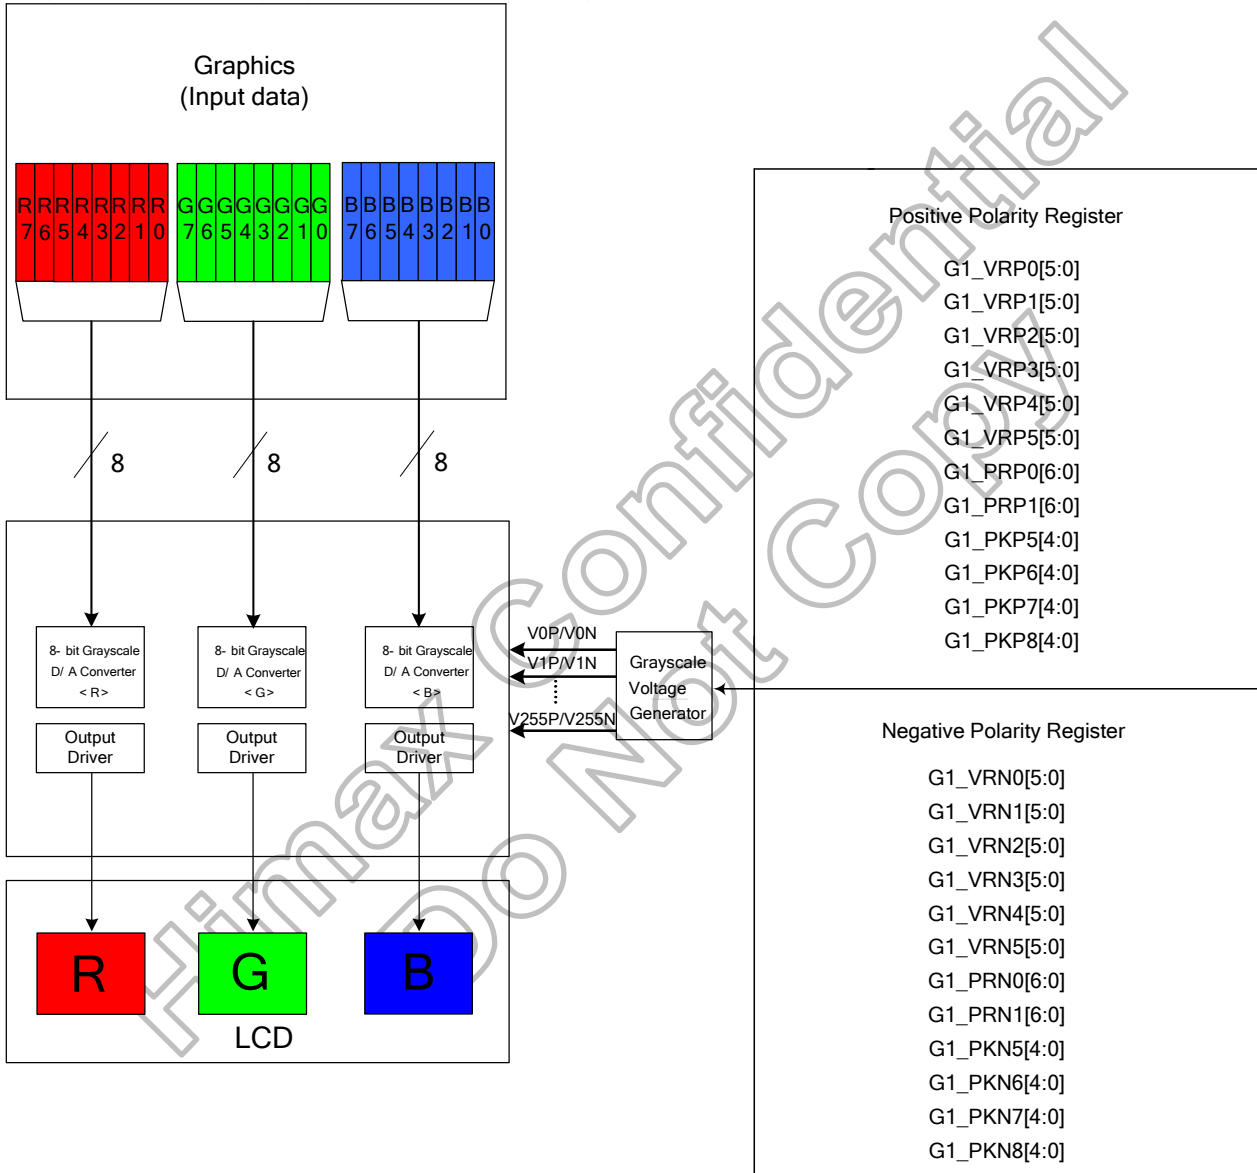 Graphics
(Input data)
R R R R R R R R
7 6 5 4 3 2 1 0
G G G G G G G G
7 6 5 4 3 2 1 0
B B B B B B B B
7 6 5 4 3 2 1 0
8
8
8
8- bit Grayscale
D/ A Converter
< R >
8- bit Grayscale
D/ A Converter
< G >
8- bit Grayscale
D/ A Converter
< B >
Output
Driver
Output
Driver
Output
Driver
V0P/V0N
V1P/V1N
V255P/V255N
Grayscale
Voltage
Generator
R
G
B
LCD
Positive Polarity Register
G1_VRP0[5:0]
G1_VRP1[5:0]
G1_VRP2[5:0]
G1_VRP3[5:0]
G1_VRP4[5:0]
G1_VRP5[5:0]
G1_PRP0[6:0]
G1_PRP1[6:0]
G1_PKP5[4:0]
G1_PKP6[4:0]
G1_PKP7[4:0]
G1_PKP8[4:0]
Negative Polarity Register
G1_VRN0[5:0]
G1_VRN1[5:0]
G1_VRN2[5:0]
G1_VRN3[5:0]
G1_VRN4[5:0]
G1_VRN5[5:0]
G1_PRN0[6:0]
G1_PRN1[6:0]
G1_PKN5[4:0]
G1_PKN6[4:0]
G1_PKN7[4:0]
G1_PKN8[4:0]
Himax Confidential
Do Not Copy